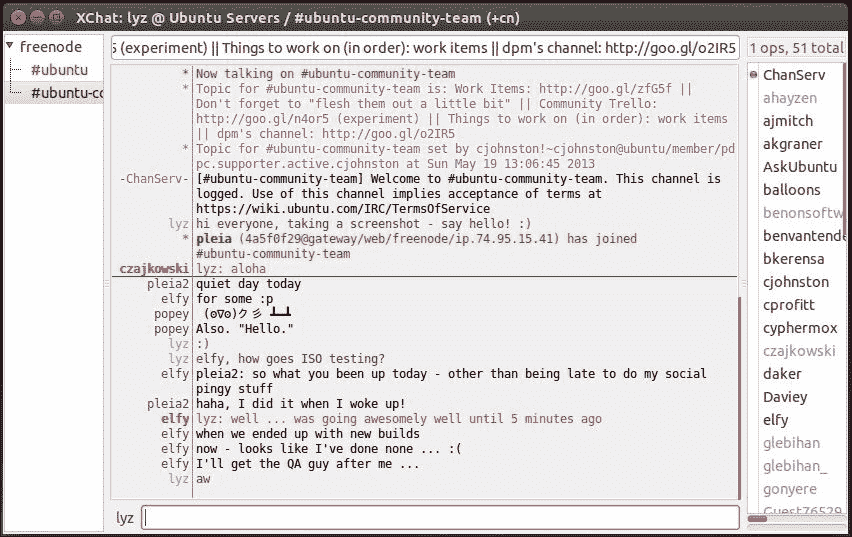 XChat: lyz @ Ubuntu Servers / #ubuntu-community-team (+cn)
freenode
#ubuntu
#ubuntu-co
(experiment) || Things to work on (in order): work items || dpm's channel: http://goo.gl/o2IR5
1 ops, 51 total
* Now talking on #ubuntu-community-team
* Topic for #ubuntu-community-team is: Work Items: http://goo.gl/zfG5f ||
Don't forget to "flesh them out a little bit" || Community Trello:
http://goo.gl/n4or5 (experiment) || Things to work on (in order): work items
|| dpm's channel: http://goo.gl/o2IR5
* Topic for #ubuntu-community-team set by cjohnston!~cjohnston@ubuntu/member/pd
pc.supporter.active.cjohnston at Sun May 19 13:06:45 2013
-ChanServ- [#ubuntu-community-team] Welcome to #ubuntu-community-team. This channel is
logged. Use of this channel implies acceptance of terms at
https://wiki.ubuntu.com/IRC/TermsOfService
lyz hi everyone, taking a screenshot - say hello! :)
* pleia (4a5f0f29@gateway/web/freenode/ip.74.95.15.41) has joined
#ubuntu-community-team
czajkowski lyz: aloha
pleia2 quiet day today
elfy for some :p
popey (ʘ∇ʘ)ク 彡 ┻━┻
popey Also. "Hello."
lyz :)
lyz elfy, how goes ISO testing?
elfy pleia2: so what you been up today - other than being late to do my social
pingy stuff
pleia2 haha, I did it when I woke up!
elfy lyz: well ... was going awesomely well until 5 minutes ago
elfy when we ended up with new builds
elfy now - looks like I've done none ... :(
elfy I'll get the QA guy after me ...
lyz aw
lyz
ChanServ
ahayzen
ajmitch
akgraner
AskUbuntu
balloons
benonsoftw
benvantende
bkerensa
cjohnston
cprofitt
cyphermox
czajkowski
daker
Daviey
elfy
glebihan
glebihan_
gonyere
Guest76529